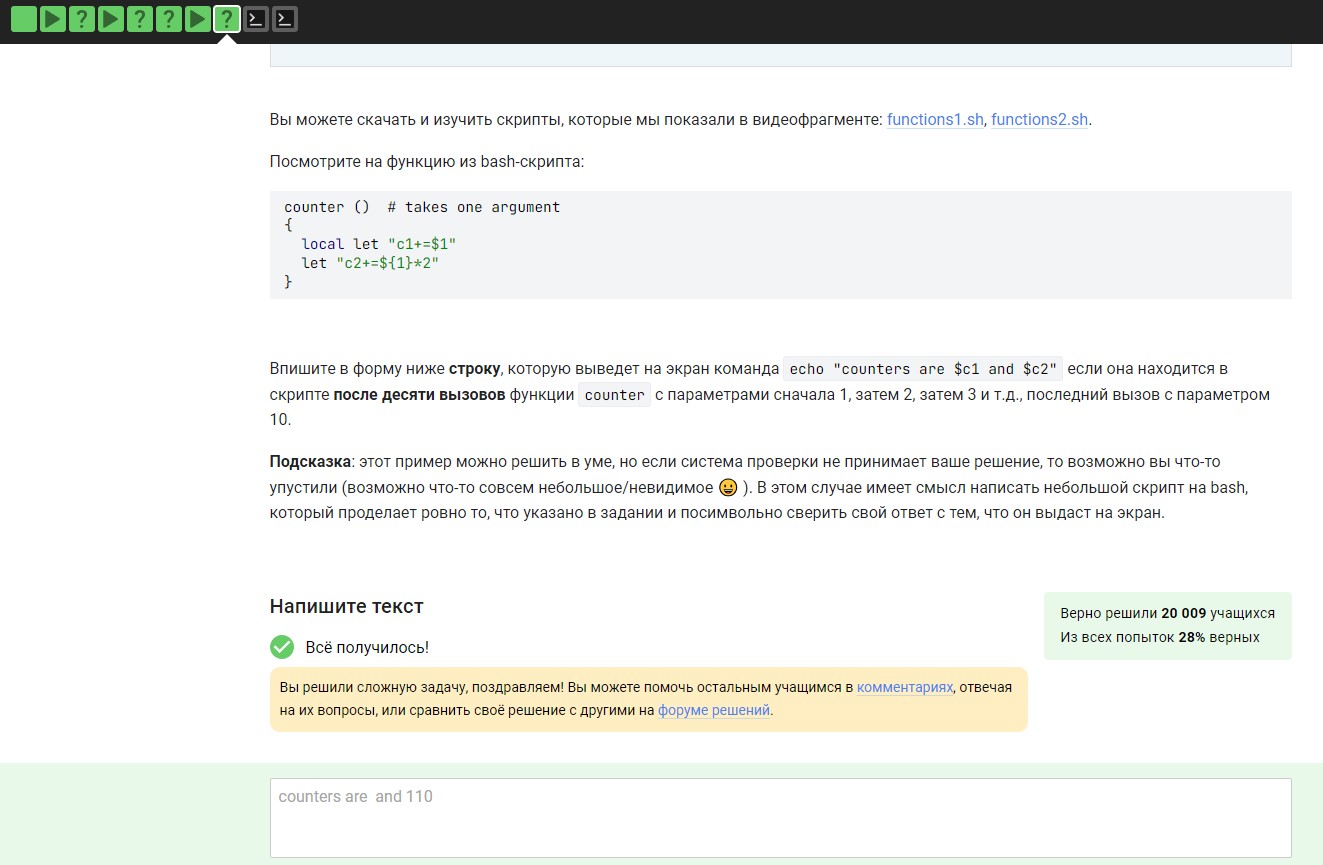 Вы можете скачать и изучить скрипты, которые мы показали в видеофрагменте: functions1.sh, functions2.sh.
Посмотрите на функцию из bash-скрипта:
counter ()  # takes one argument
{
  local let "c1+=$1"
  let "c2+=${1}*2"
}
Впишите в форму ниже строку, которую выведет на экран команда echo "counters are $c1 and $c2" если она находится в
скрипте после десяти вызовов функции counter с параметрами сначала 1, затем 2, затем 3 и т.д., последний вызов с параметром
10.
Подсказка: этот пример можно решить в уме, но если система проверки не принимает ваше решение, то возможно вы что-то
упустили (возможно что-то совсем небольшое/невидимое 😀 ). В этом случае имеет смысл написать небольшой скрипт на bash,
который проделает ровно то, что указано в задании и посимвольно сверить свой ответ с тем, что он выдаст на экран.
Напишите текст
Всё получилось!
Верно решили 20 009 учащихся
Из всех попыток 28% верных
Вы решили сложную задачу, поздравляем! Вы можете помочь остальным учащимся в комментариях, отвечая
на их вопросы, или сравнить своё решение с другими на форуме решений.
counters are  and 110